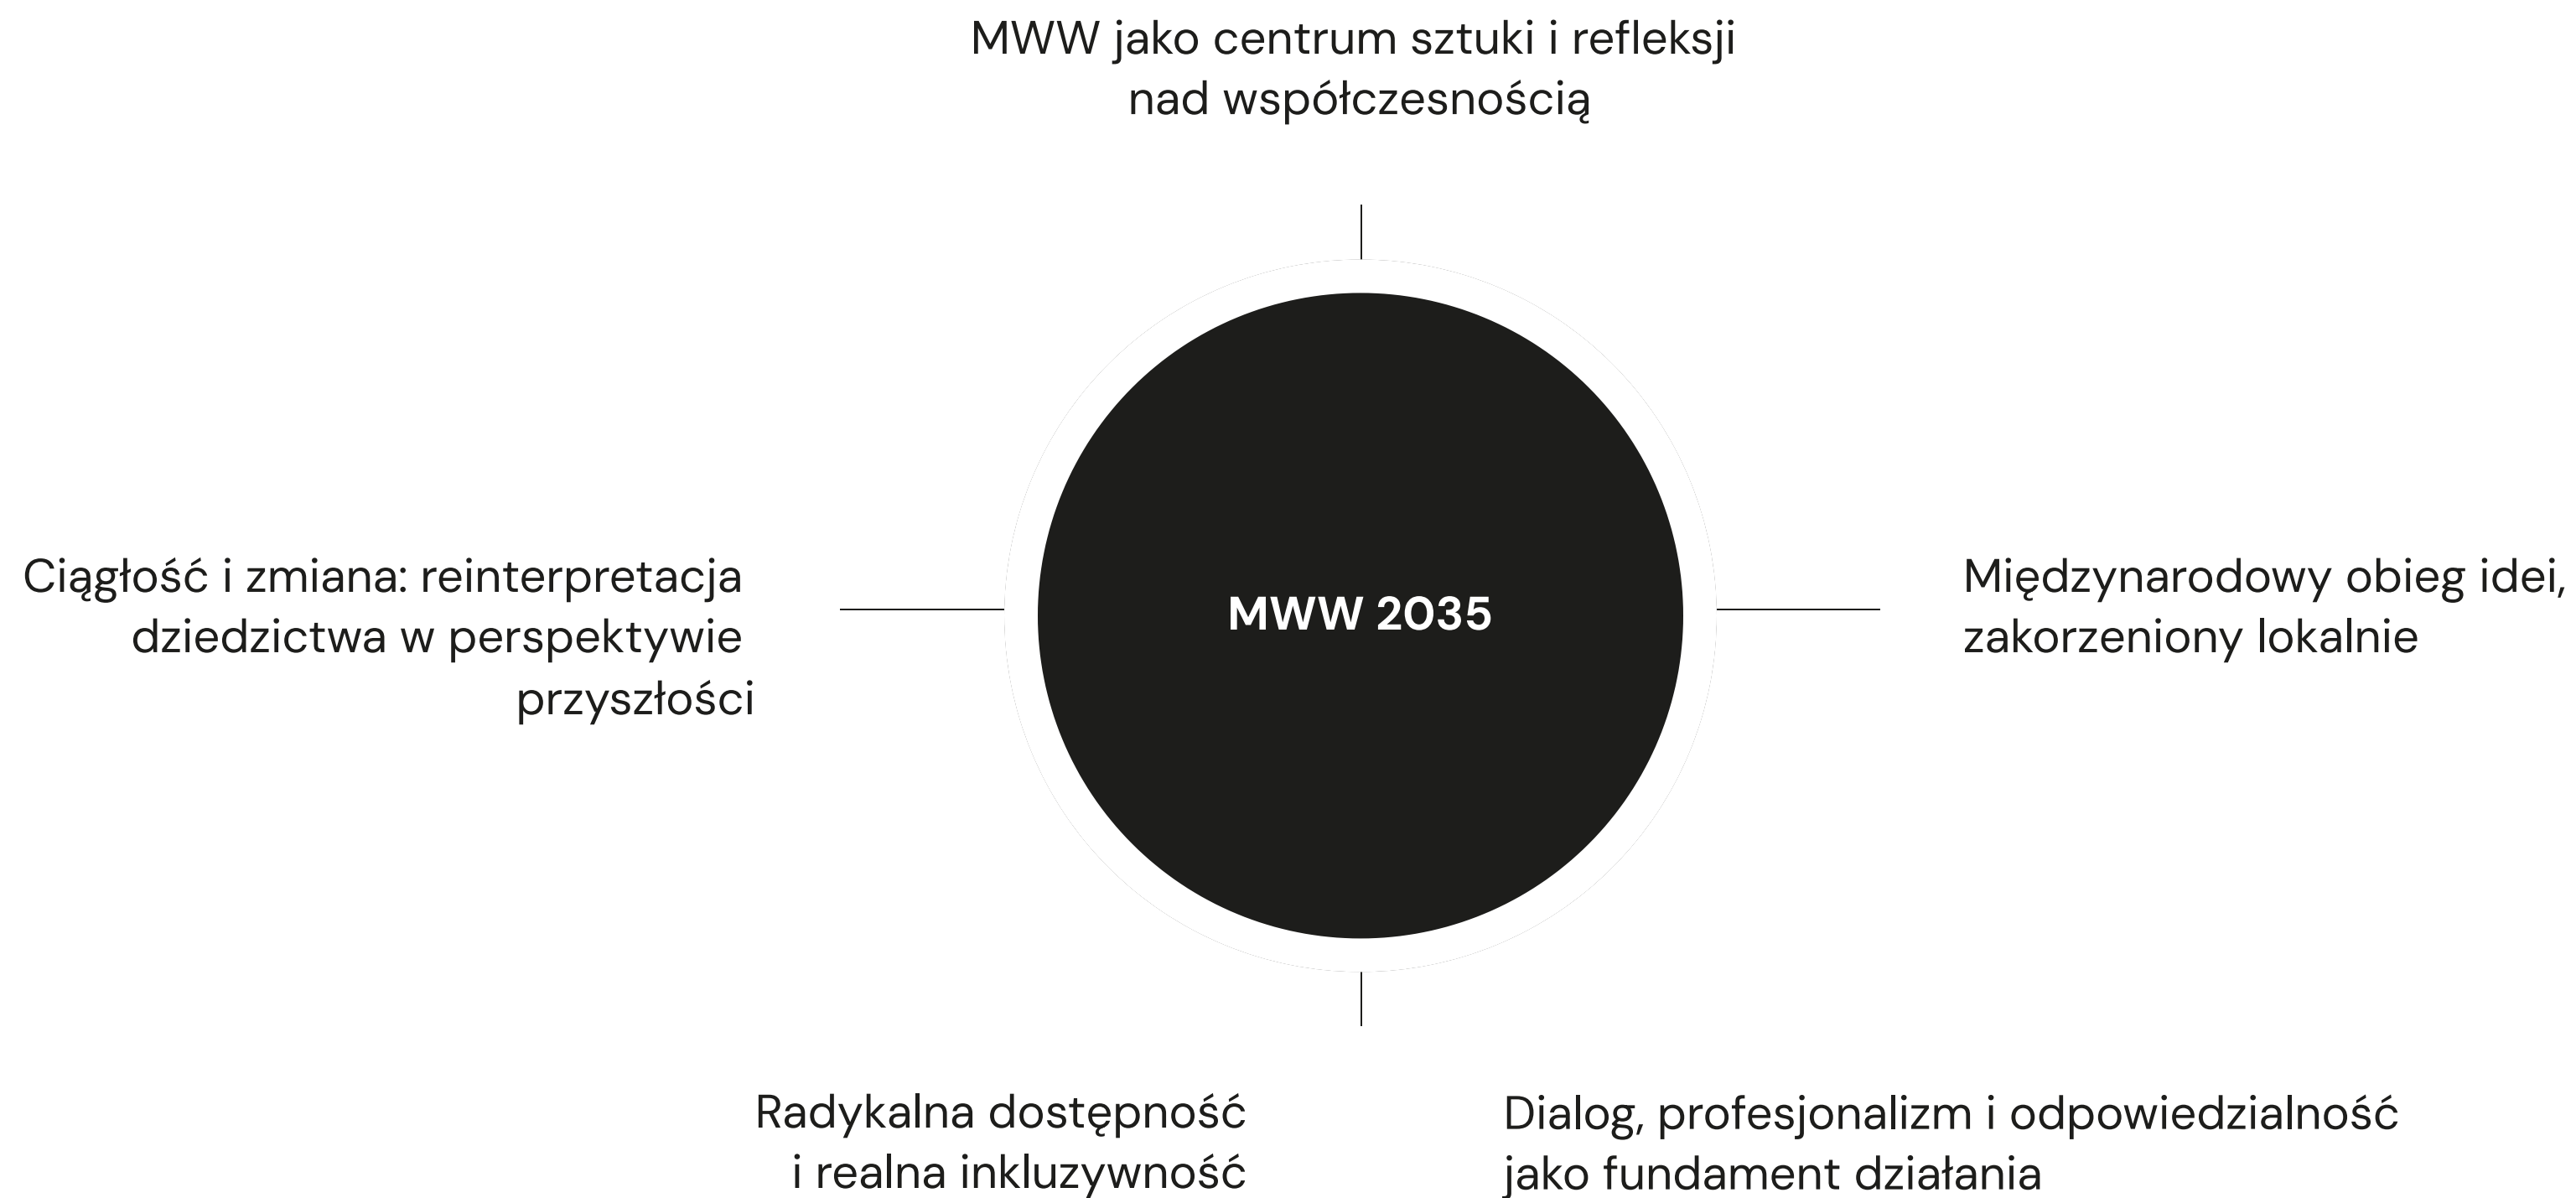 MWW jako centrum sztuki i refleksji
nad współczesnością
Ciągłość i zmiana: reinterpretacja
dziedzictwa w perspektywie
przyszłości
MWW 2035
Międzynarodowy obieg idei,
zakorzeniony lokalnie
Radykalna dostępność
i realna inkluzywność
Dialog, profesjonalizm i odpowiedzialność
jako fundament działania